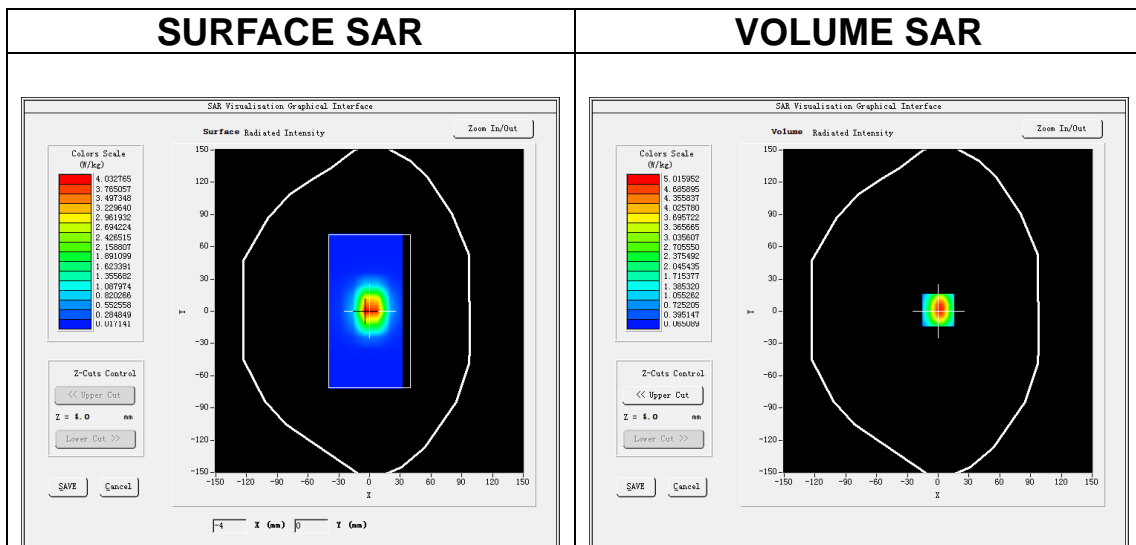 SURFACE SAR
VOLUME SAR
SAR Visualisation Graphical Interface
Surface Radiated Intensity
Zoom In/Out
Colors Scale
(W/kg)
4.032765
3.765057
3.497348
3.229640
2.961932
2.694224
2.426515
2.158807
1.891099
1.623391
1.355682
1.087974
0.820266
0.552558
0.284849
0.017141
Z-Cuts Control
<< Upper Cut
Z = 4.0 mm
Lower Cut >>
SAVE
Cancel
150
120
90
60
30
0
-30
-60
-90
-120
-150
Y
-150 -120 -90 -60 -30 0 30 60 90 120 150
X
-4 X (mm) 0 Y (mm)
SAR Visualisation Graphical Interface
Volume Radiated Intensity
Zoom In/Out
Colors Scale
(W/kg)
5.015952
4.685895
4.355837
4.025780
3.695722
3.365665
3.035607
2.705550
2.375492
2.045435
1.715377
1.385320
1.055262
0.725205
0.395147
0.065089
Z-Cuts Control
<< Upper Cut
Z = 4.0 mm
Lower Cut >>
SAVE
Cancel
150
120
90
60
30
0
-30
-60
-90
-120
-150
Y
-150 -120 -90 -60 -30 0 30 60 90 120 150
X